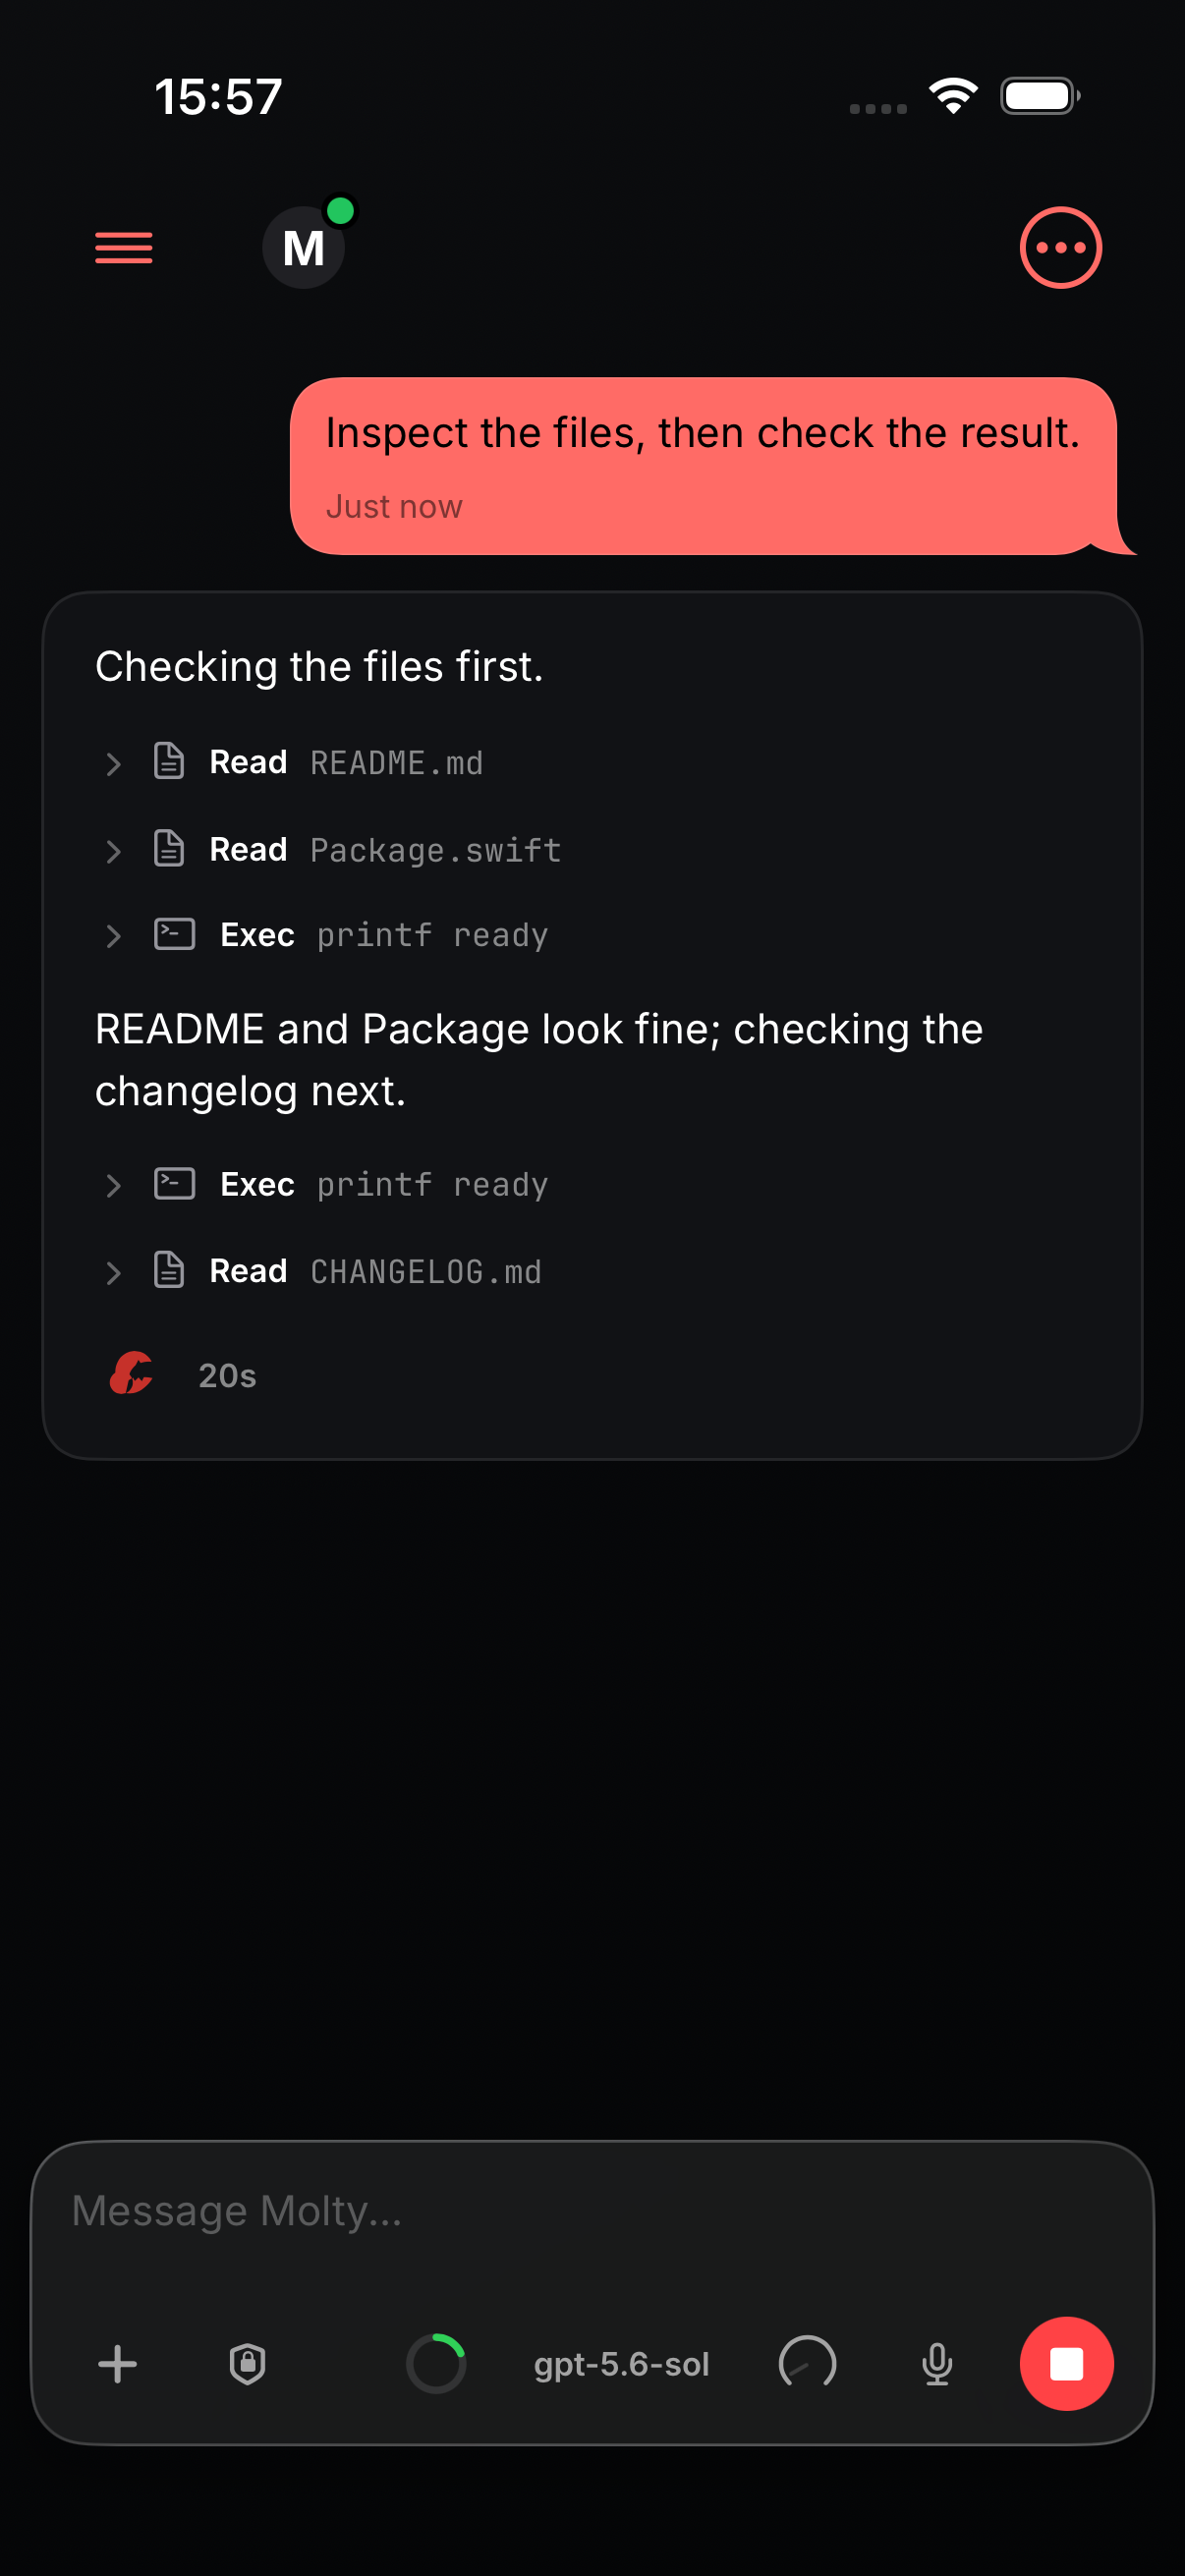 15:57
M
Inspect the files, then check the result.
Just now
Checking the files first.
Read README.md
Read Package.swift
Exec printf ready
README and Package look fine; checking the
changelog next.
Exec printf ready
Read CHANGELOG.md
20s
Message Molty...
gpt-5.6-sol